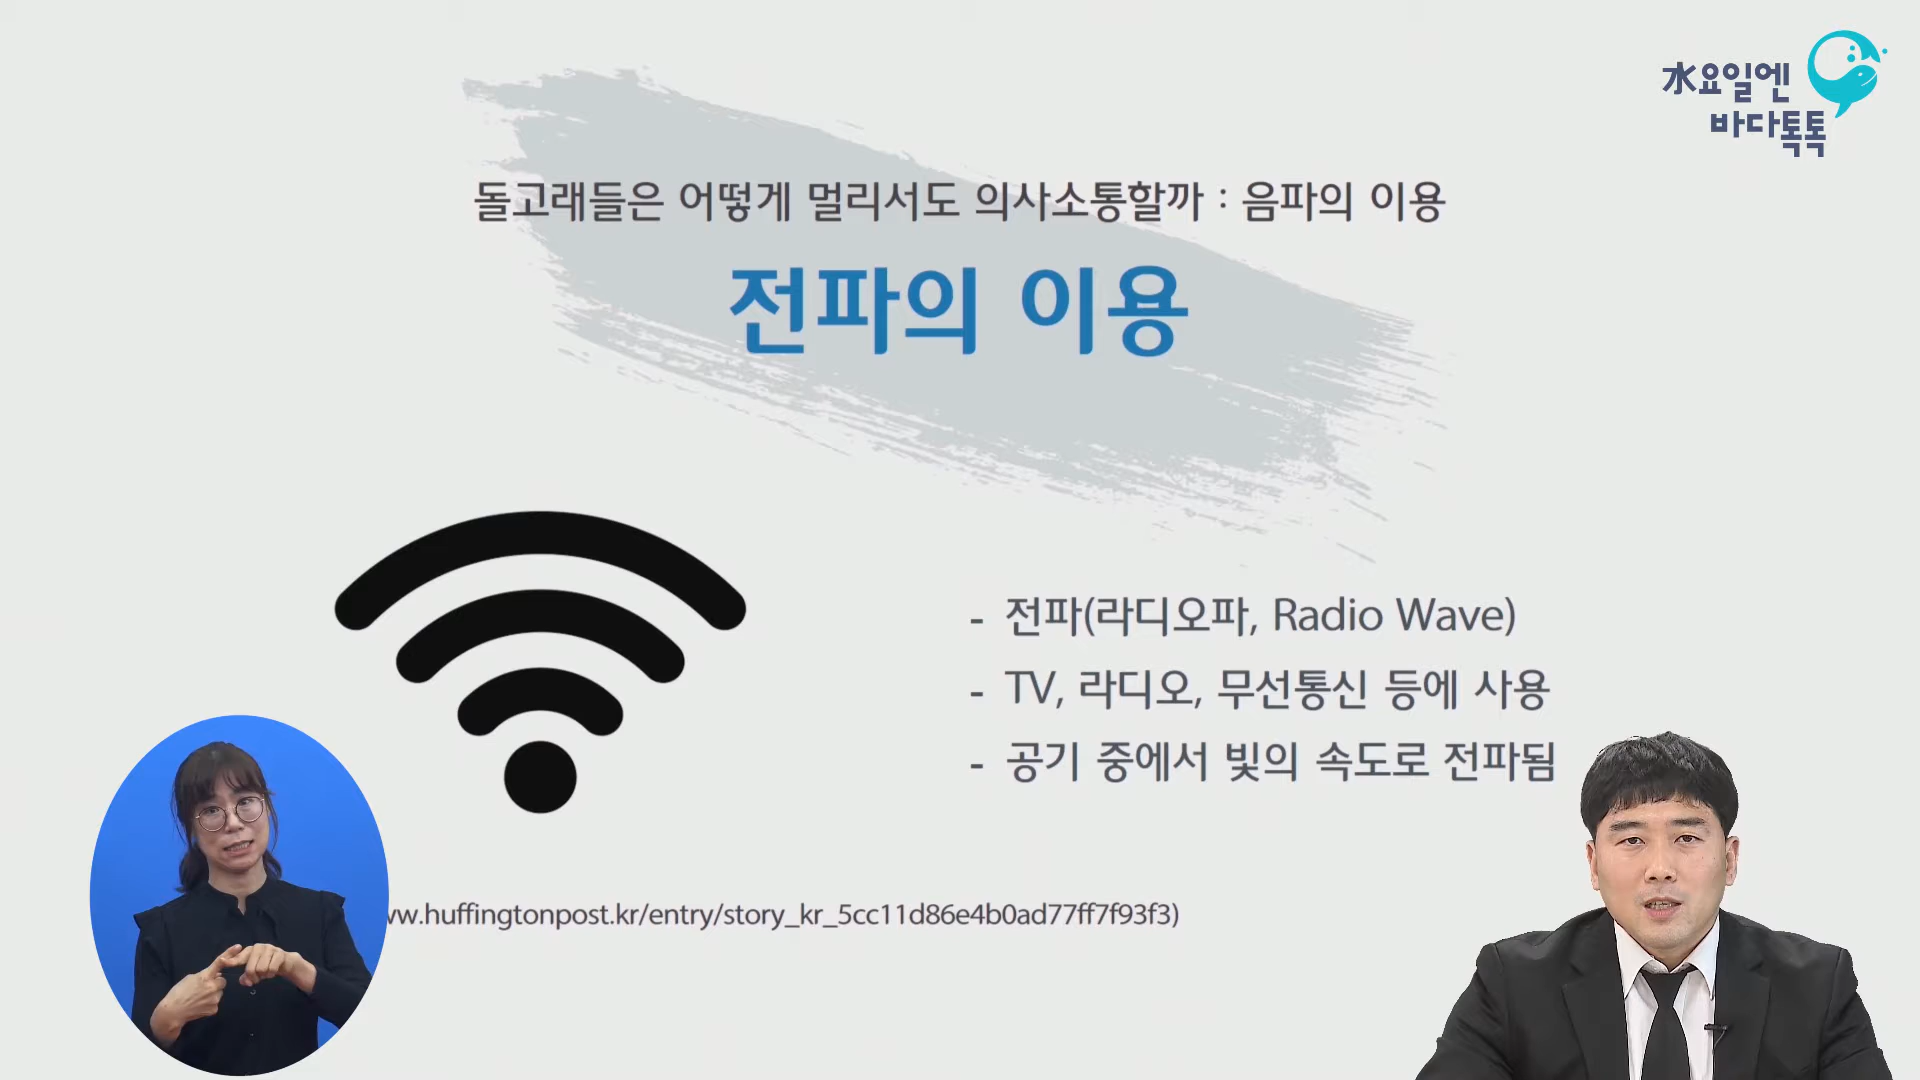 水요일엔
바다톡톡
돌고래들은 어떻게 멀리서도 의사소통할까 : 음파의 이용
전파의 이용
- 전파(라디오파, Radio Wave)
- TV, 라디오, 무선통신 등에 사용
- 공기 중에서 빛의 속도로 전파됨
ww.huffingtonpost.kr/entry/story_kr_5cc11d86e4b0ad77ff7f93f3)